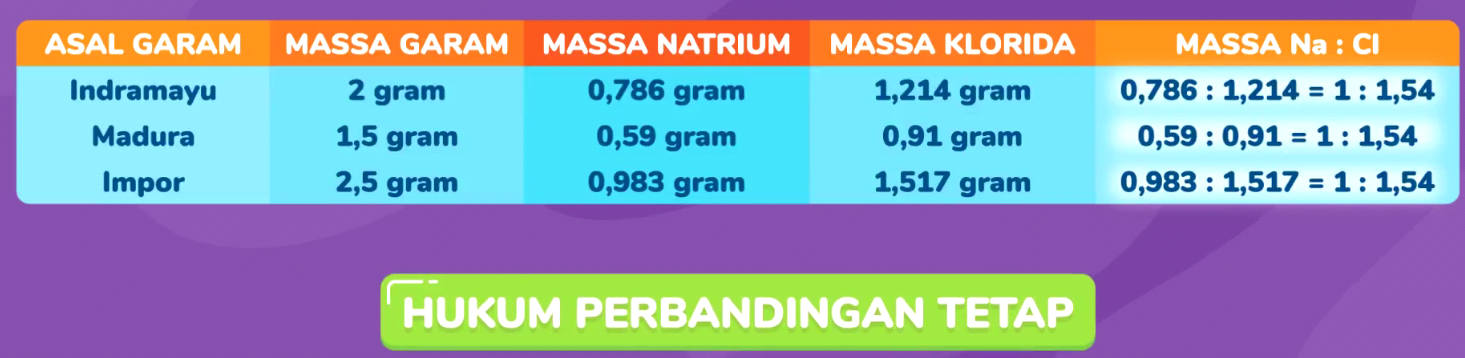 ASAL GARAM MASSA GARAM MASSA NATRIUM MASSA KLORIDA MASSA Na : Cl
Indramayu 2 gram 0,786 gram 1,214 gram 0,786 : 1,214 = 1 : 1,54
Madura 1,5 gram 0,59 gram 0,91 gram 0,59 : 0,91 = 1 : 1,54
Impor 2,5 gram 0,983 gram 1,517 gram 0,983 : 1,517 = 1 : 1,54
HUKUM PERBANDINGAN TETAP